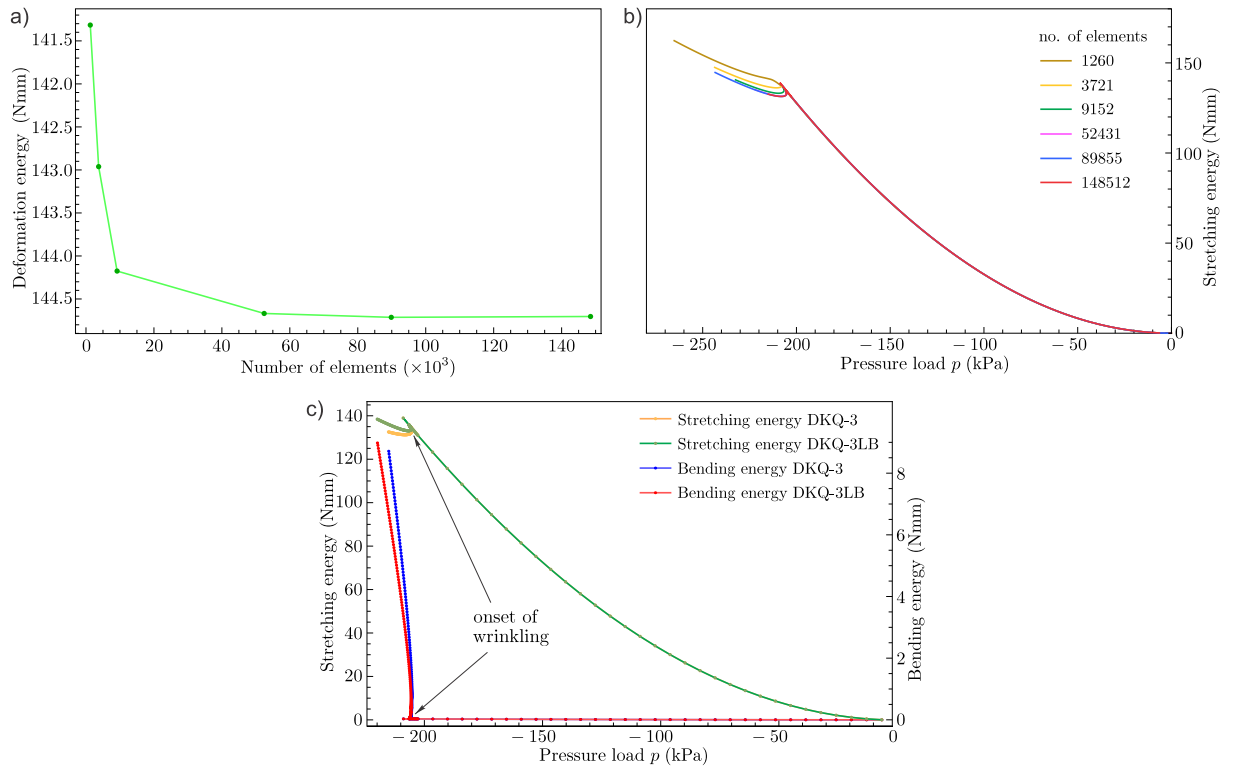 a)
Deformation energy (Nmm)
141.5
142.0
142.5
143.0
143.5
144.0
144.5
0
20
40
60
80
100
120
140
Number of elements (×10³)
b)
no. of elements
1260
3721
9152
52431
89855
148512
150
100
50
0
Stretching energy (Nmm)
−250
−200
−150
−100
−50
0
Pressure load p (kPa)
c)
Stretching energy (Nmm)
140
120
100
80
60
40
20
0
Stretching energy DKQ-3
Stretching energy DKQ-3LB
Bending energy DKQ-3
Bending energy DKQ-3LB
onset of
wrinkling
8
6
4
2
0
Bending energy (Nmm)
−200
−150
−100
−50
0
Pressure load p (kPa)